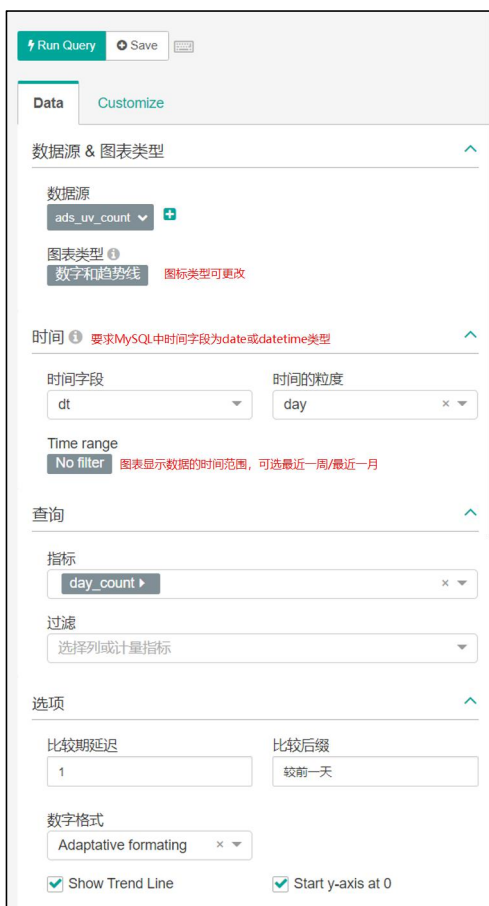 Run Query
Save
Data
Customize
数据源 & 图表类型
数据源
ads_uv_count
图表类型
数字和趋势线
图标类型可更改
时间
要求MySQL中时间字段为date或datetime类型
时间字段
时间的粒度
dt
day
Time range
No filter
图表显示数据的时间范围，可选最近一周/最近一月
查询
指标
day_count
过滤
选择列或计量指标
选项
比较期延迟
比较后缀
1
较前一天
数字格式
Adaptative formating
Show Trend Line
Start y-axis at 0